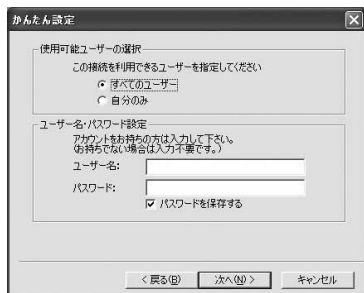 かんたん設定
使用可能ユーザーの選択
この接続を利用できるユーザーを指定してください
すべてのユーザー
自分のみ
ユーザー名・パスワード設定
アカウントをお持ちの方は入力して下さい。
(お持ちでない場合は入力不要です。)
ユーザー名:
パスワード:
パスワードを保存する
< 戻る(B)
次へ(N) >
キャンセル